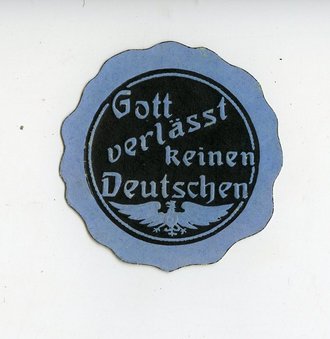 Gott
verlässt
keinen
Deutschen